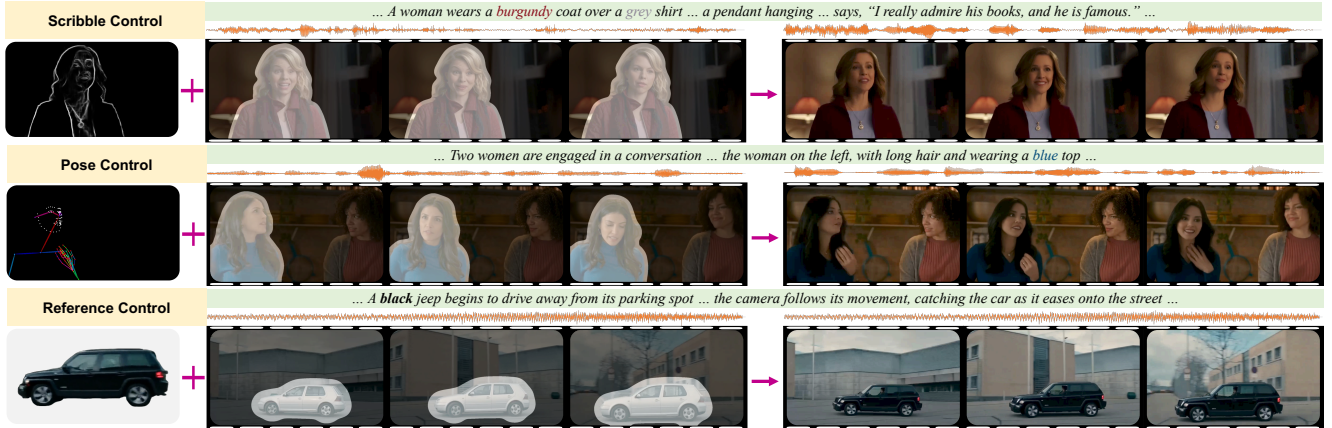 Scribble Control
… A woman wears a burgundy coat over a grey shirt … a pendant hanging … says, “I really admire his books, and he is famous.” …
Pose Control
… Two women are engaged in a conversation … the woman on the left, with long hair and wearing a blue top …
Reference Control
… A black jeep begins to drive away from its parking spot … the camera follows its movement, catching the car as it eases onto the street …